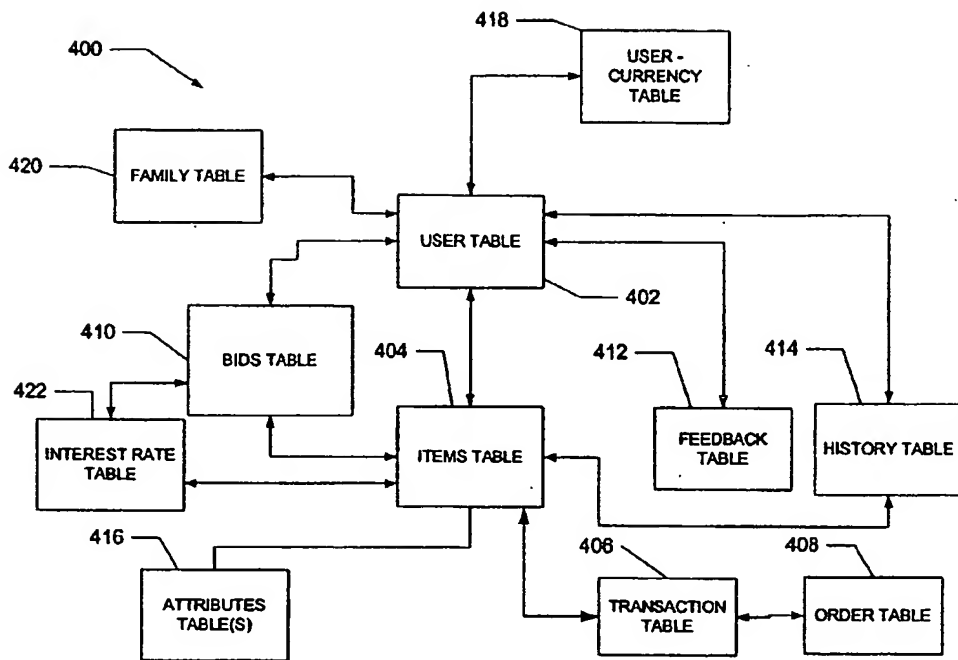 418
400
USER -
CURRENCY
TABLE
420
FAMILY TABLE
USER TABLE
402
410
BIDS TABLE
404
412
414
422
INTEREST RATE
TABLE
ITEMS TABLE
FEEDBACK
TABLE
HISTORY TABLE
416
406
408
ATTRIBUTES
TABLE(S)
TRANSACTION
TABLE
ORDER TABLE